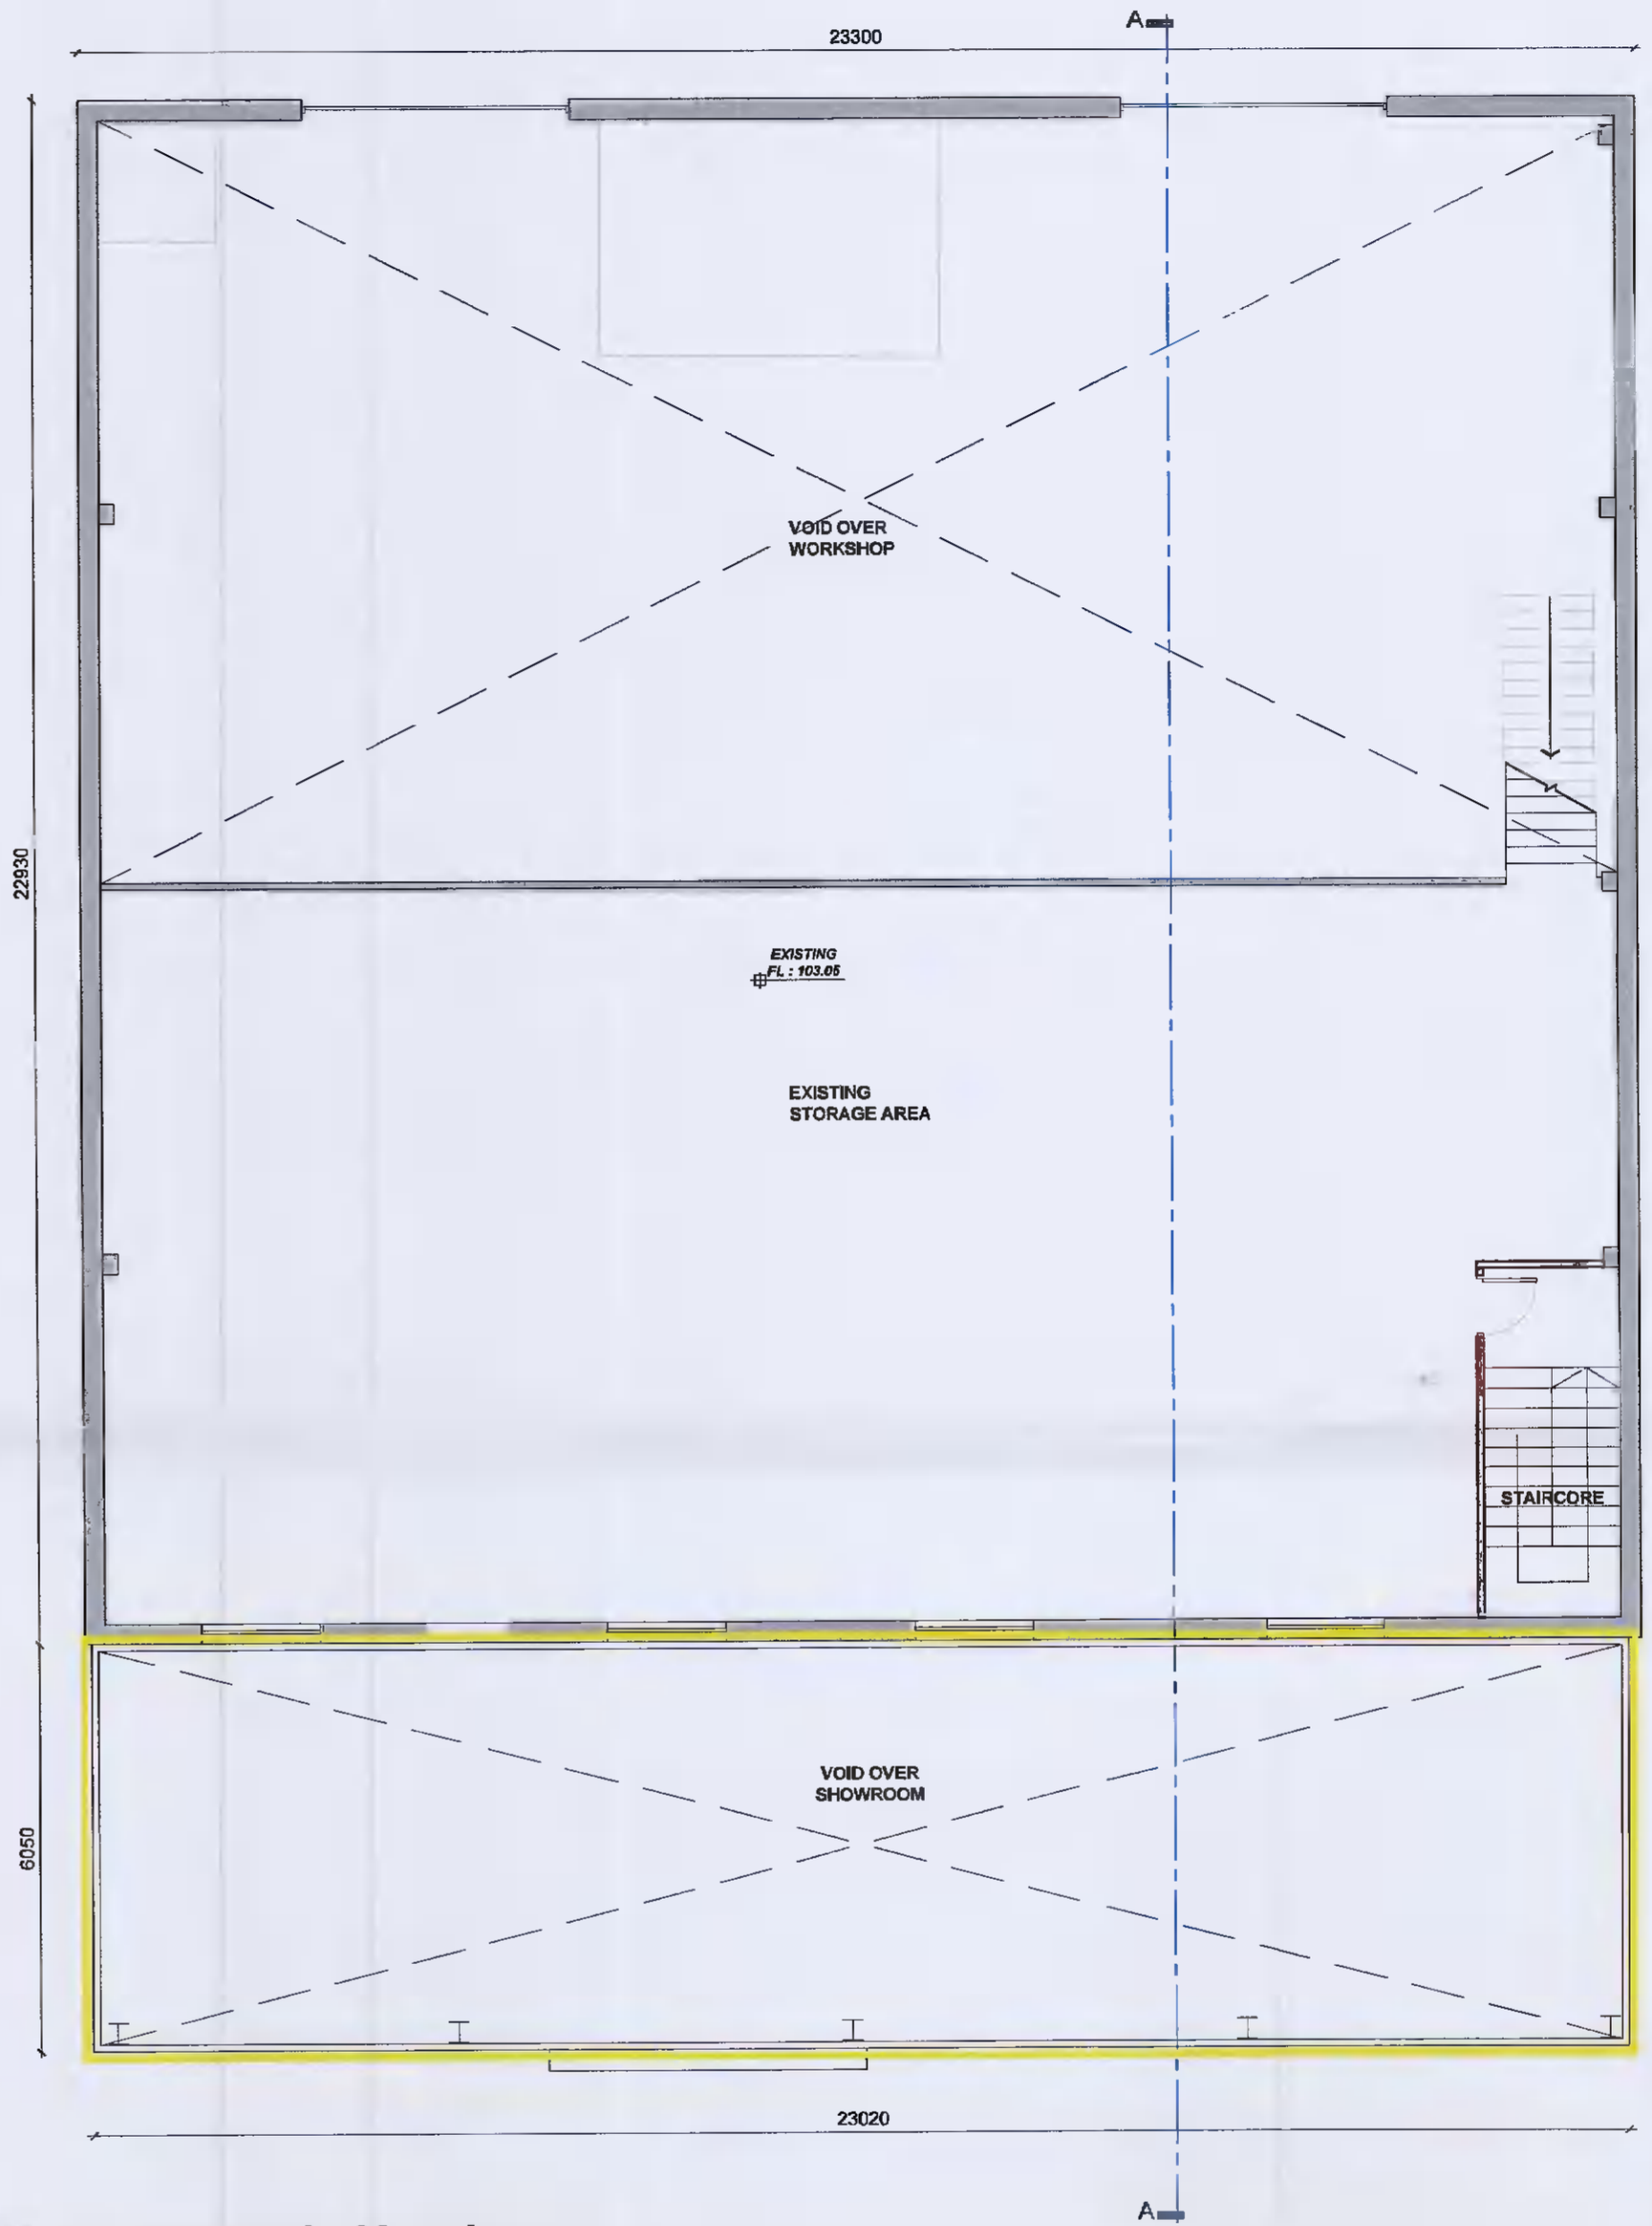 A
23300
VOID OVER
WORKSHOP
22930
EXISTING
FL : 103.05
EXISTING
STORAGE AREA
STAIRCORE
VOID OVER
SHOWROOM
6050
23020
A